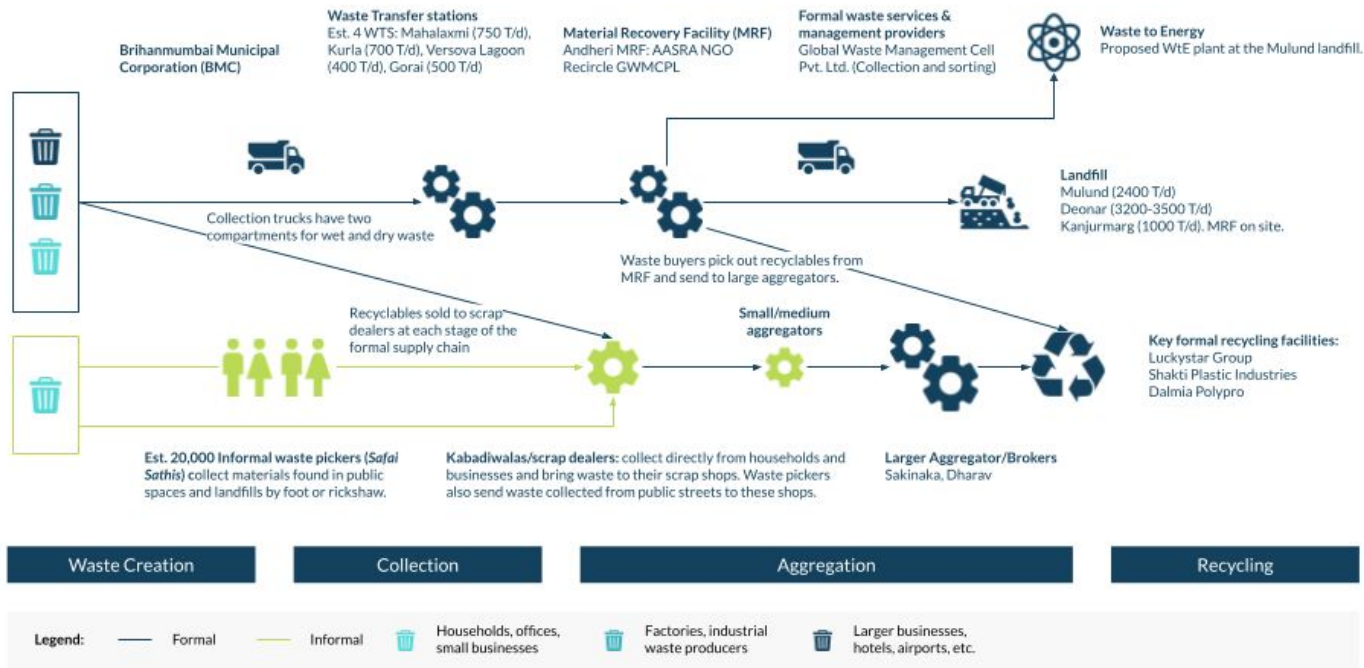 Brihanmumbai Municipal
Corporation (BMC)
Waste Transfer stations
Est. 4 WTS: Mahalaxmi (750 T/d),
Kurla (700 T/d), Versova Lagoon
(400 T/d), Gorai (500 T/d)
Material Recovery Facility (MRF)
Andheri MRF: AASRA NGO
Recircle GWMCPL
Formal waste services &
management providers
Global Waste Management Cell
Pvt. Ltd. (Collection and sorting)
Waste to Energy
Proposed WtE plant at the Mulund landfill.
Collection trucks have two
compartments for wet and dry waste
Landfill
Mulund (2400 T/d)
Deonar (3200-3500 T/d)
Kanjurmarg (1000 T/d). MRF on site.
Waste buyers pick out recyclables from
MRF and send to large aggregators.
Recyclables sold to scrap
dealers at each stage of the
formal supply chain
Small/medium
aggregators
Key formal recycling facilities:
Luckystar Group
Shakti Plastic Industries
Dalmia Polypro
Est. 20,000 Informal waste pickers (Safai
Sathis) collect materials found in public
spaces and landfills by foot or rickshaw.
Kabadiwalas/scrap dealers: collect directly from households and
businesses and bring waste to their scrap shops. Waste pickers
also send waste collected from public streets to these shops.
Larger Aggregator/Brokers
Sakinaka, Dharav
Waste Creation
Collection
Aggregation
Recycling
Legend:
Formal
Informal
Households, offices,
small businesses
Factories, industrial
waste producers
Larger businesses,
hotels, airports, etc.